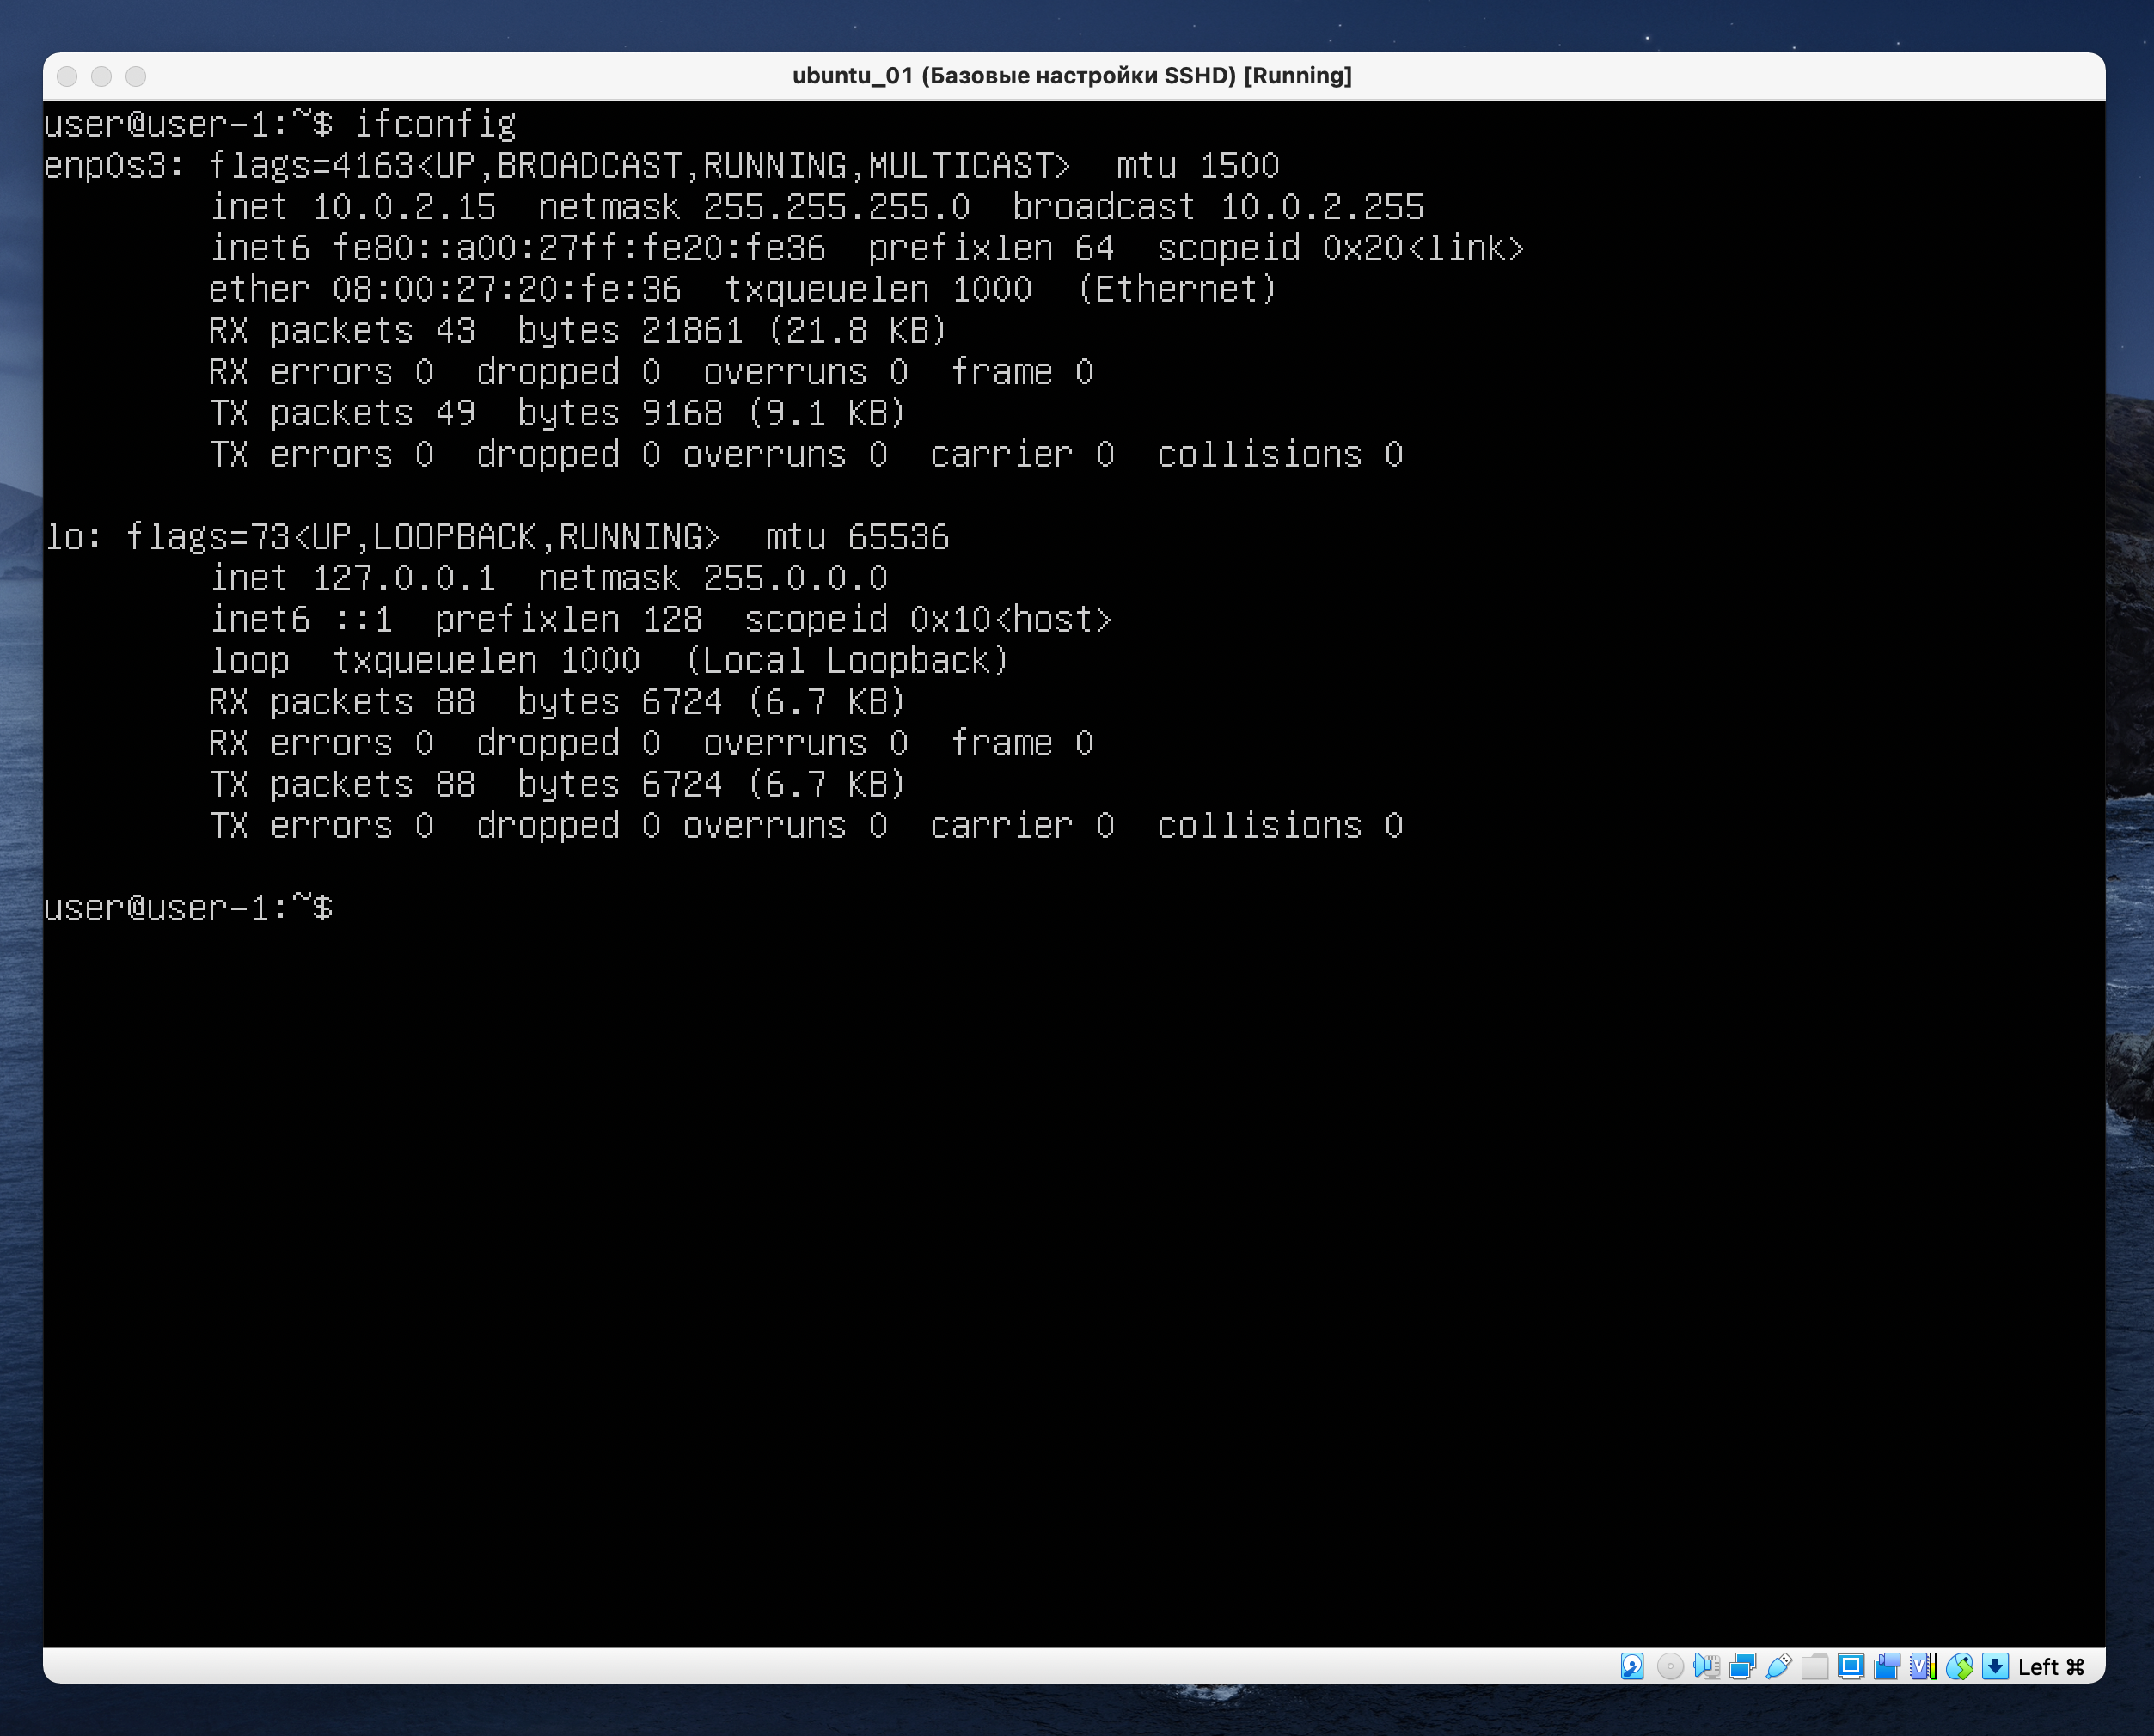 ubuntu_01 (Базовые настройки SSHD) [Running]
user@user-1:~$ ifconfig
enp0s3: flags=4163<UP,BROADCAST,RUNNING,MULTICAST>  mtu 1500
        inet 10.0.2.15  netmask 255.255.255.0  broadcast 10.0.2.255
        inet6 fe80::a00:27ff:fe20:fe36  prefixlen 64  scopeid 0x20<link>
        ether 08:00:27:20:fe:36  txqueuelen 1000  (Ethernet)
        RX packets 43  bytes 21861 (21.8 KB)
        RX errors 0  dropped 0  overruns 0  frame 0
        TX packets 49  bytes 9168 (9.1 KB)
        TX errors 0  dropped 0 overruns 0  carrier 0  collisions 0
lo: flags=73<UP,LOOPBACK,RUNNING>  mtu 65536
        inet 127.0.0.1  netmask 255.0.0.0
        inet6 ::1  prefixlen 128  scopeid 0x10<host>
        loop  txqueuelen 1000  (Local Loopback)
        RX packets 88  bytes 6724 (6.7 KB)
        RX errors 0  dropped 0  overruns 0  frame 0
        TX packets 88  bytes 6724 (6.7 KB)
        TX errors 0  dropped 0 overruns 0  carrier 0  collisions 0
user@user-1:~$
Left ⌘